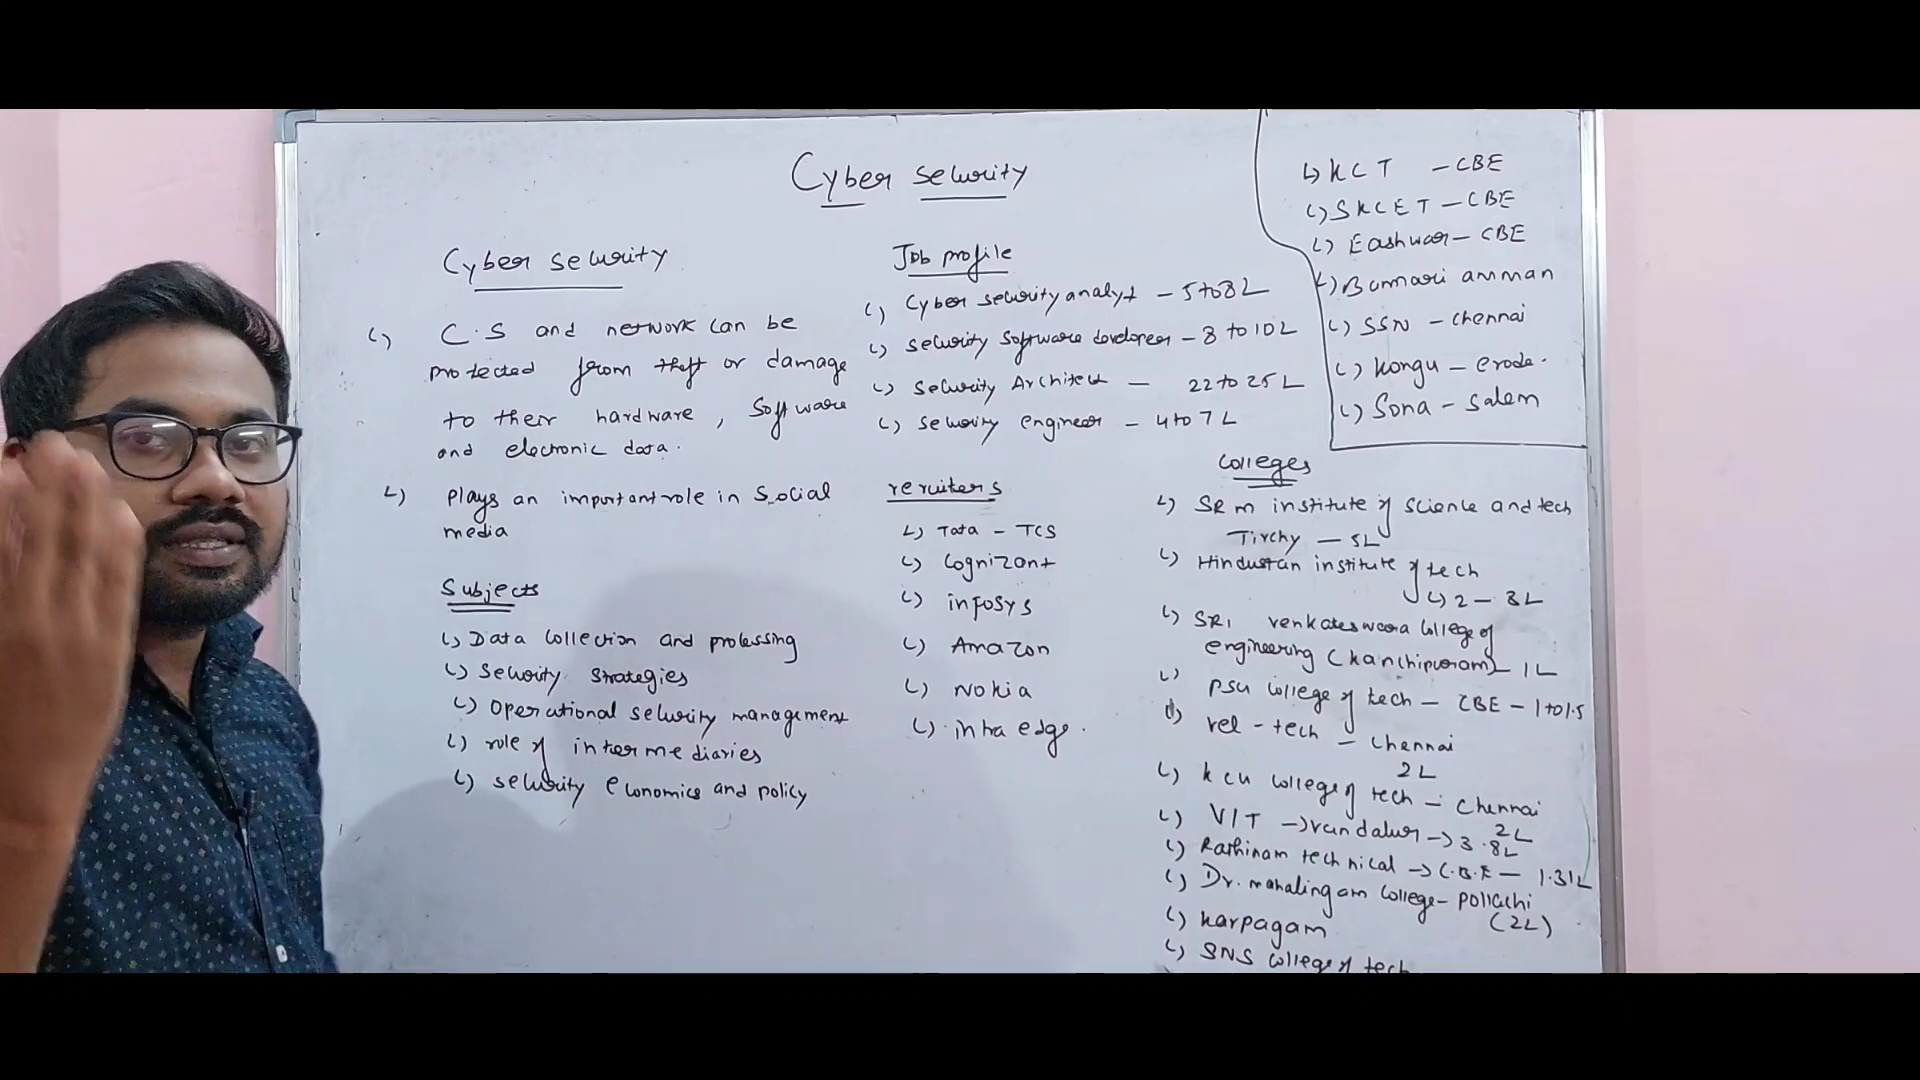 Cyber security
Cyber security
C.S and network can be
protected from theft or damage
to their hardware, software
and electronic data.
Plays an important role in social
media
Subjects
Data collection and processing
Security strategies
Operational security management
role of intermediaries
security economics and policy
Job profile
Cyber security analyst - 5 to 8 L
security software developer - 8 to 10 L
Security Architect - 22 to 25 L
security engineer - 4 to 7 L
recruiters
Tata - TCS
Cognizant
infosys
Amazon
Nokia
intra edge.
KCT - CBE
SKCET - CBE
Eashwar - CBE
Bannari amman
SSN - chennai
Kongu - erode.
Sona - salem
Colleges
SRM institute of science and tech
Tirchy - 5L
Hindustan institute of tech
2 - 3L
SRI venkateswara college of
engineering (kanchipuram) - 1L
PSG college of tech - CBE - 1 to 1.5
vel - tech - chennai
2L
KCG college of tech - chennai
2L
VIT → vandalur → 3.8L
Rathinam technical → C.B.E - 1.31L
Dr. mahalingam college - pollachi
(2L)
karpagam
SNS college of tech